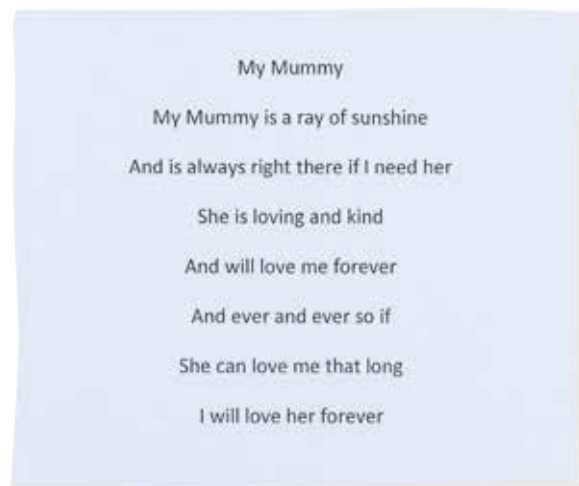 My Mummy
My Mummy is a ray of sunshine
And is always right there if I need her
She is loving and kind
And will love me forever
And ever and ever so if
She can love me that long
I will love her forever